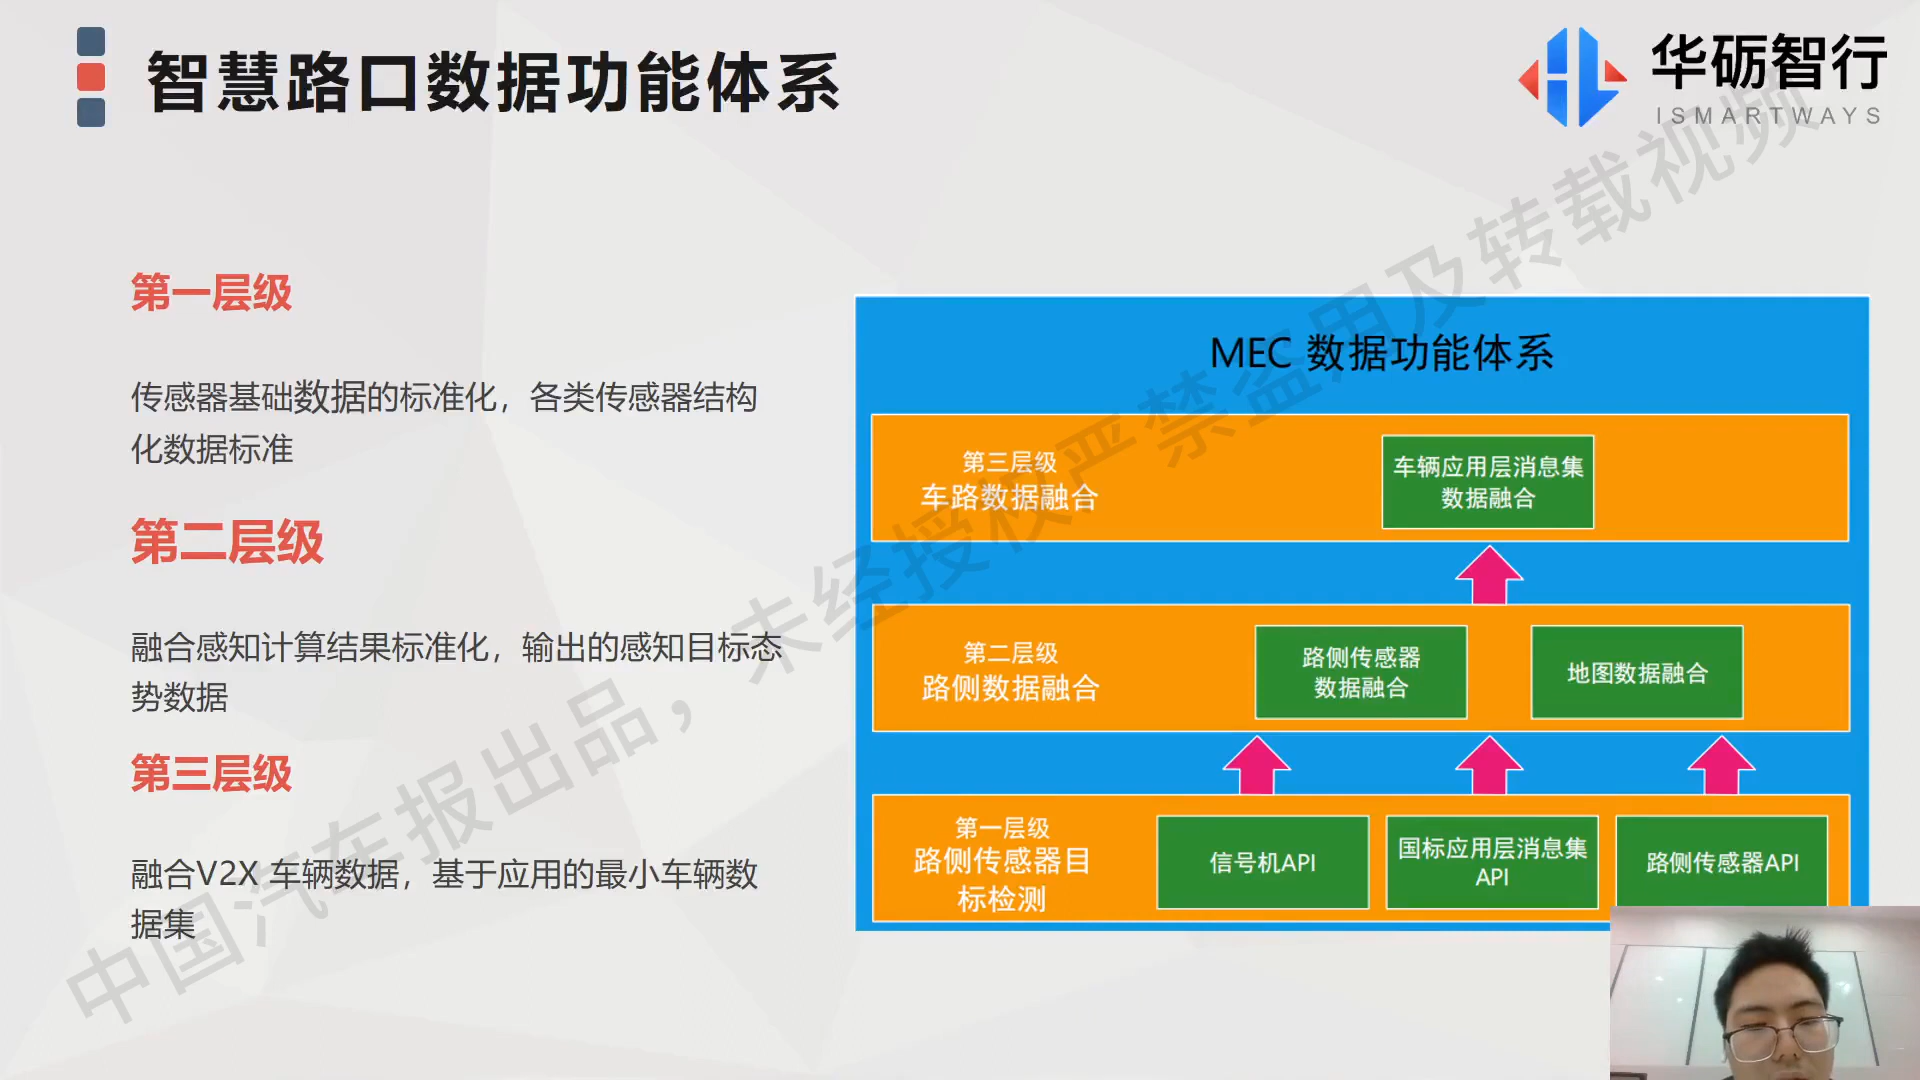 智慧路口数据功能体系
华砺智行
ISMARTWAYS
第一层级
传感器基础数据的标准化，各类传感器结构
化数据标准
第二层级
融合感知计算结果标准化，输出的感知目标态
势数据
第三层级
融合V2X 车辆数据，基于应用的最小车辆数
据集
MEC 数据功能体系
第三层级
车路数据融合
车辆应用层消息集
数据融合
第二层级
路侧数据融合
路侧传感器
数据融合
地图数据融合
第一层级
路侧传感器目
标检测
信号机API
国标应用层消息集
API
路侧传感器API
中国汽车报出品，未经授权严禁盗用及转载视频